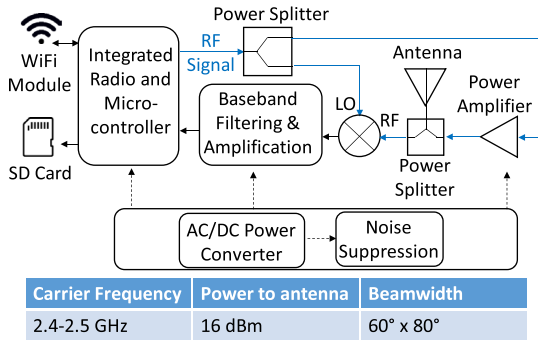 Power Splitter
WiFi
Module
Integrated
Radio and
Micro-
controller
RF
Signal
Antenna
Power
Amplifier
Baseband
Filtering &
Amplification
LO
RF
Power
Splitter
SD Card
AC/DC Power
Converter
Noise
Suppression
Carrier Frequency Power to antenna Beamwidth
2.4-2.5 GHz 16 dBm 60° x 80°